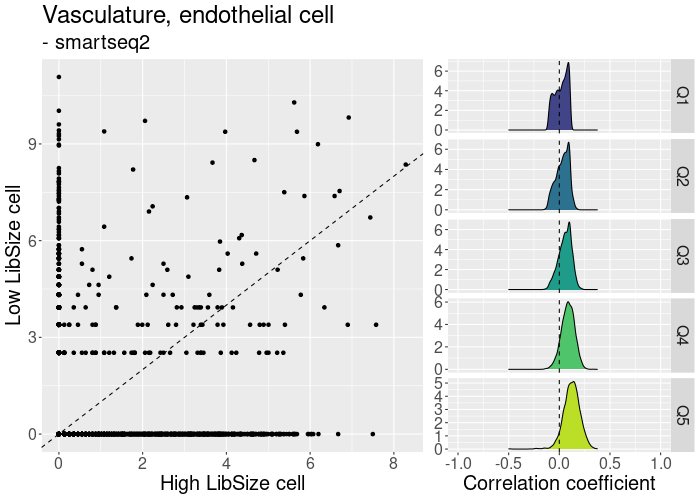 Vasculature, endothelial cell
- smartseq2
Low LibSize cell
9
6
3
0
0 2 4 6 8
High LibSize cell
6
4
2
0
Q1
6
4
2
0
Q2
6
4
2
0
Q3
6
4
2
0
Q4
5
4
3
2
1
0
Q5
-1.0 -0.5 0.0 0.5 1.0
Correlation coefficient